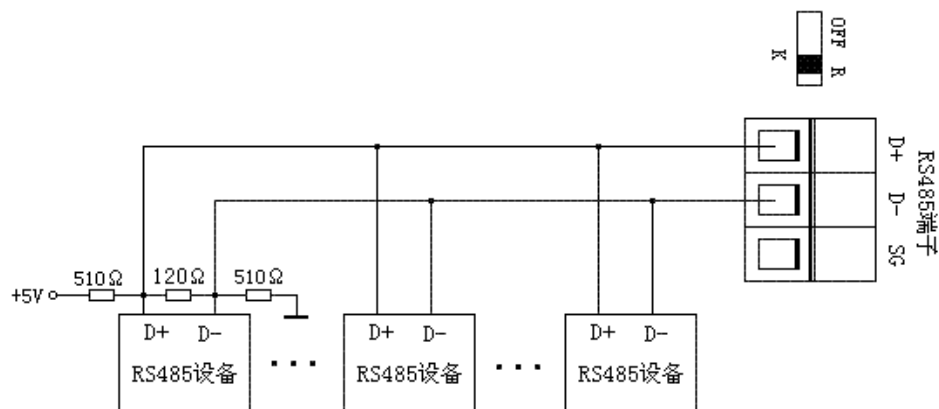 OFF R
K
D+
D-
SG
RS485端子
510Ω 120Ω 510Ω
+5V
D+ D- D+ D- D+ D-
RS485设备 RS485设备 RS485设备